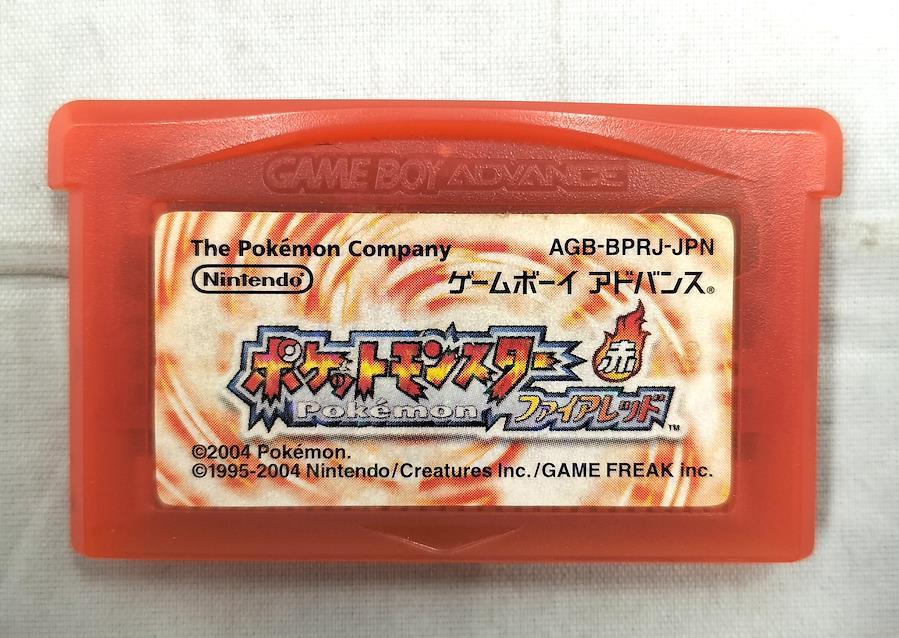 GAME BOY ADVANCE
The Pokémon Company AGB-BPRJ-JPN
Nintendo® ゲームボーイ アドバンス®
ポケットモンスター 赤
Pokémon ファイアレッド™
©2004 Pokémon.
©1995-2004 Nintendo/Creatures Inc./GAME FREAK inc.